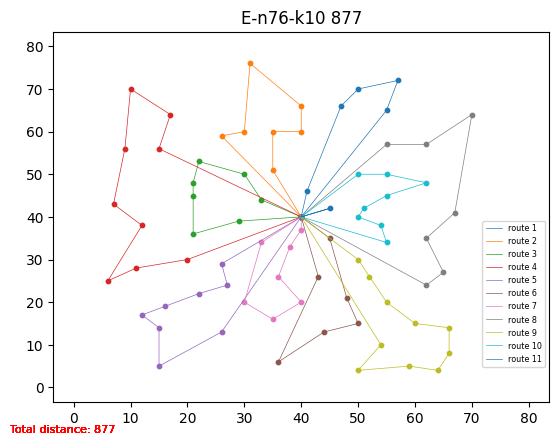 E-n76-k10 877
80
70
60
50
40
30
20
10
0
0 10 20 30 40 50 60 70 80
route 1
route 2
route 3
route 4
route 5
route 6
route 7
route 8
route 9
route 10
route 11
Total distance: 877